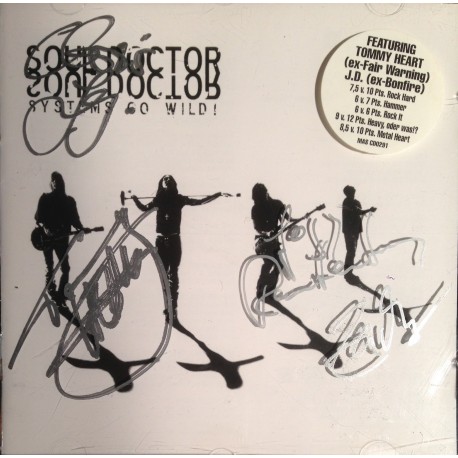 SOUL DOCTOR
SYSTEMS GO WILD!
FEATURING
TOMMY HEART
(ex-Fair Warning)
J.D. (ex-Bonfire)
7,5 v. 10 Pts. Rock Hard
6 v. 7 Pts. Hammer
6 v. 6 Pts. Rock It
9 v. 12 Pts. Heavy, oder was!?
8,5 v. 10 Pts. Metal Heart
MAS CD0291